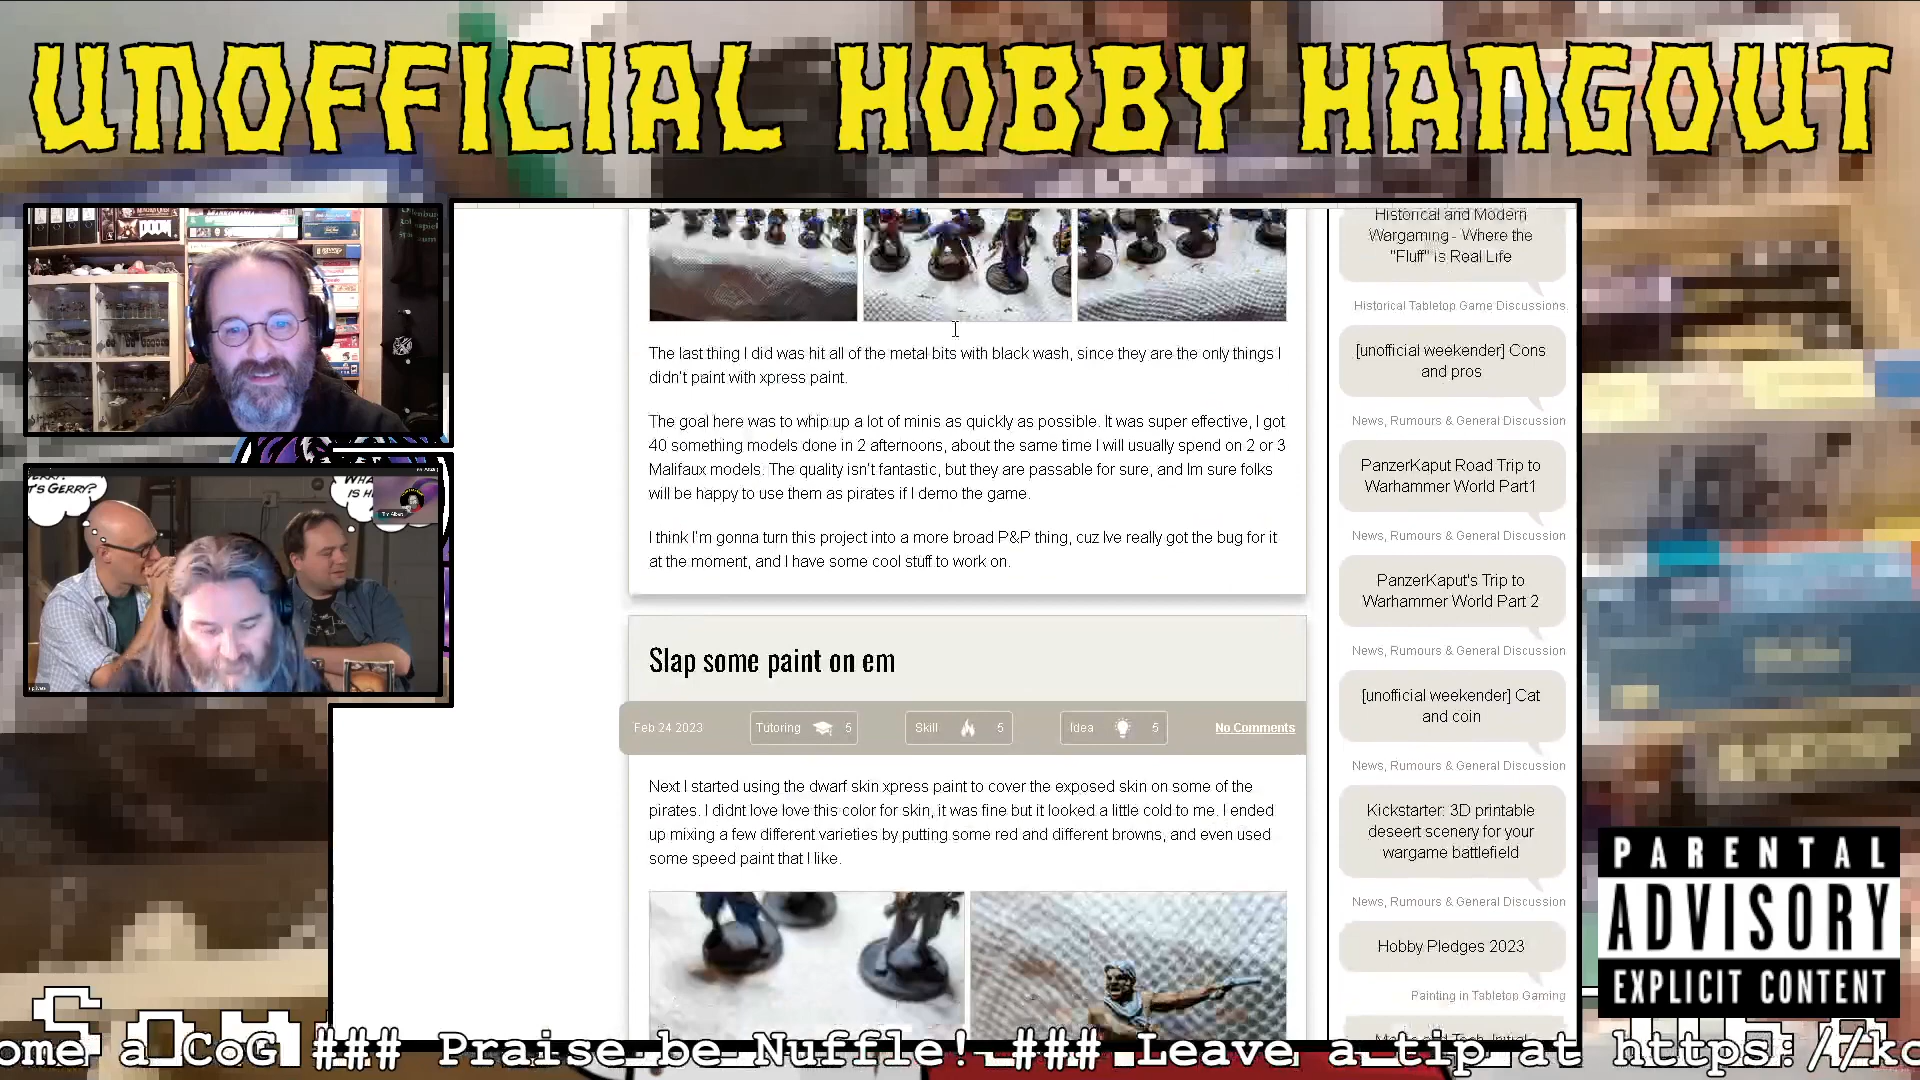 UNOFFICIAL HOBBY HANGOUT
DOOM
T'S GERRY?
WHA
IS H
Tim Albert
The last thing I did was hit all of the metal bits with black wash, since they are the only things I
didn't paint with xpress paint.
The goal here was to whip up a lot of minis as quickly as possible. It was super effective, I got
40 something models done in 2 afternoons, about the same time I will usually spend on 2 or 3
Malifaux models. The quality isn't fantastic, but they are passable for sure, and Im sure folks
will be happy to use them as pirates if I demo the game.
I think I'm gonna turn this project into a more broad P&P thing, cuz Ive really got the bug for it
at the moment, and I have some cool stuff to work on.
Slap some paint on em
Feb 24 2023 Tutoring 5 Skill 5 Idea 5 No Comments
Next I started using the dwarf skin xpress paint to cover the exposed skin on some of the
pirates. I didnt love love this color for skin, it was fine but it looked a little cold to me. I ended
up mixing a few different varieties by putting some red and different browns, and even used
some speed paint that I like.
Historical and Modern
Wargaming - Where the
"Fluff" is Real Life
Historical Tabletop Game Discussions
[unofficial weekender] Cons
and pros
News, Rumours & General Discussion
PanzerKaput Road Trip to
Warhammer World Part1
News, Rumours & General Discussion
PanzerKaput's Trip to
Warhammer World Part 2
News, Rumours & General Discussion
[unofficial weekender] Cat
and coin
News, Rumours & General Discussion
Kickstarter: 3D printable
deseert scenery for your
wargame battlefield
News, Rumours & General Discussion
Hobby Pledges 2023
Painting in Tabletop Gaming
PARENTAL
ADVISORY
EXPLICIT CONTENT
ome a CoG ### Praise be Nuffle! ### Leave a tip at https://ko